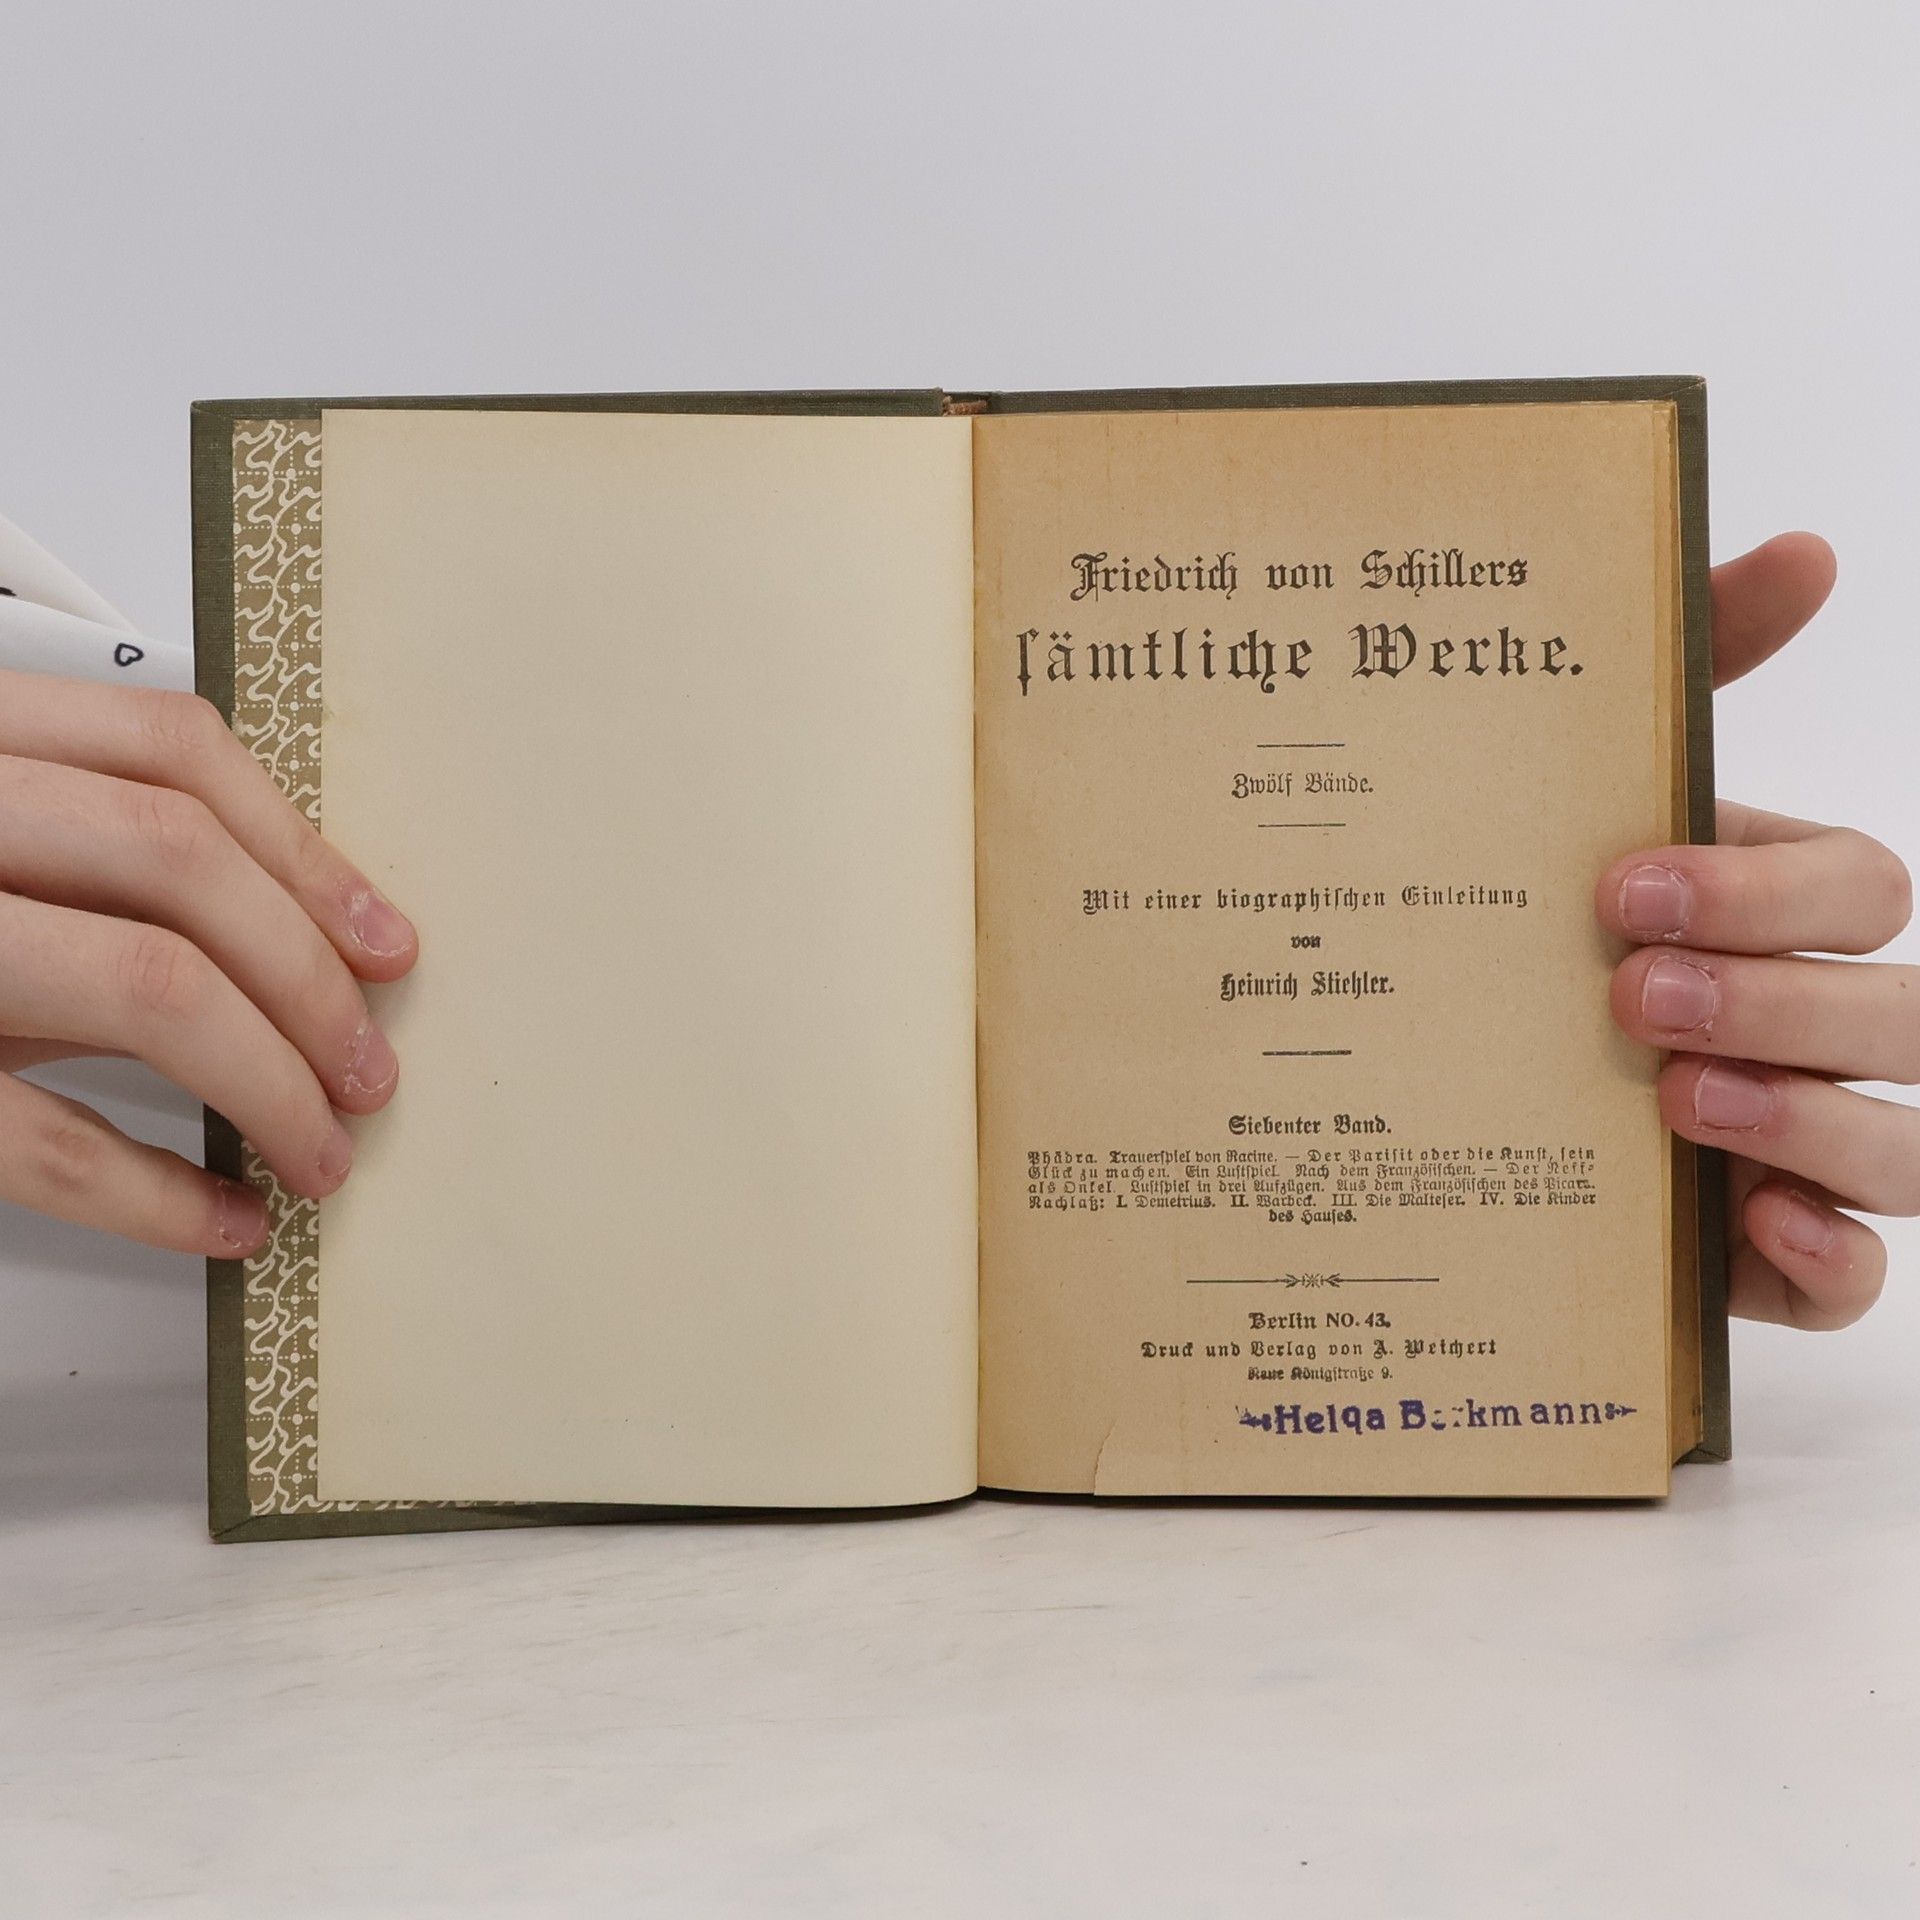 Friedrich von Schillers
ſämtliche Werke.
Zwölf Bände.
Mit einer biographiſchen Einleitung
von
Heinrich Stiehler.
Siebenter Band.
Phädra. Trauerſpiel von Racine. — Der Pariſit oder die Kunſt, ſein
Glück zu machen. Ein Luſtſpiel. Nach dem Franzöſiſchen. — Der Neffe
als Onkel. Luſtſpiel in drei Aufzügen. Aus dem Franzöſiſchen des Picard.
Nachlaß: I. Demetrius. II. Warbeck. III. Die Malteſer. IV. Die Kinder
des Hauſes.
Berlin NO. 43.
Druck und Verlag von A. Weichert
Neue Königſtraße 9.
Helga